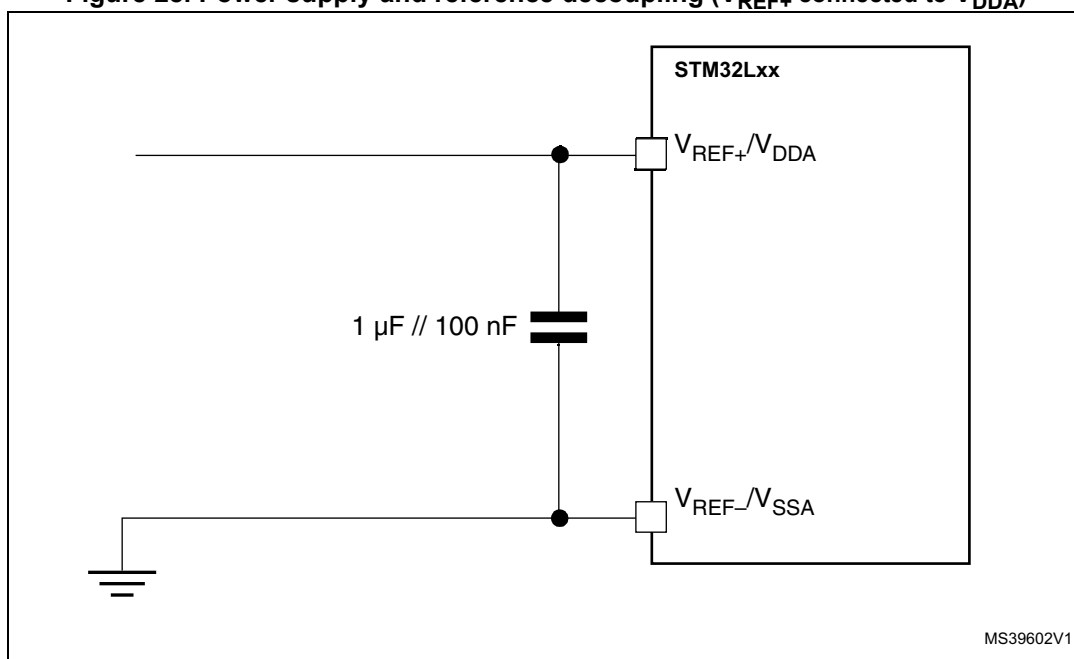 Power supply and reference decoupling (VREF+ connected to VDDA)
STM32Lxx
VREF+/VDDA
1 µF // 100 nF
VREF–/VSSA
MS39602V1